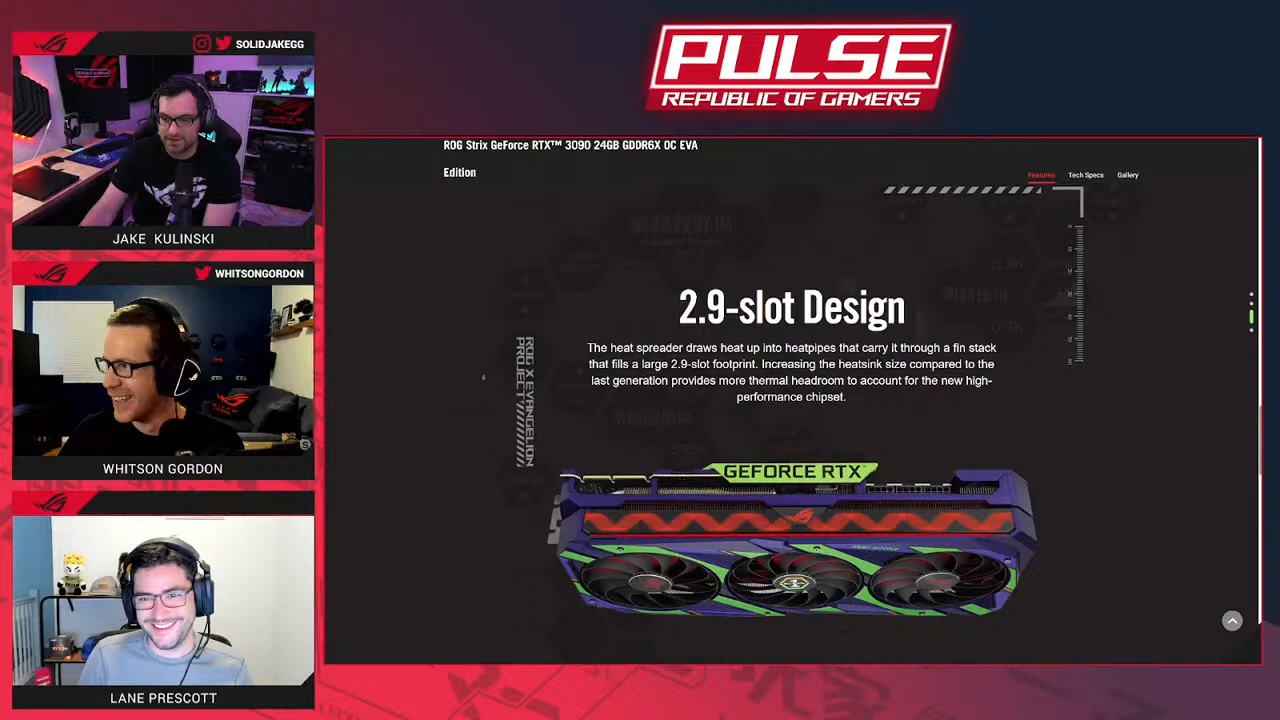 SOLIDJAKEGG
JAKE KULINSKI
WHITSONGORDON
WHITSON GORDON
LANE PRESCOTT
PULSE
REPUBLIC OF GAMERS
ROG Strix GeForce RTX™ 3090 24GB GDDR6X OC EVA
Edition
Features
Tech Specs
Gallery
2.9-slot Design
The heat spreader draws heat up into heatpipes that carry it through a fin stack
that fills a large 2.9-slot footprint. Increasing the heatsink size compared to the
last generation provides more thermal headroom to account for the new high-
performance chipset.
ROG X EVANGELION
PROJECT
GEFORCE RTX